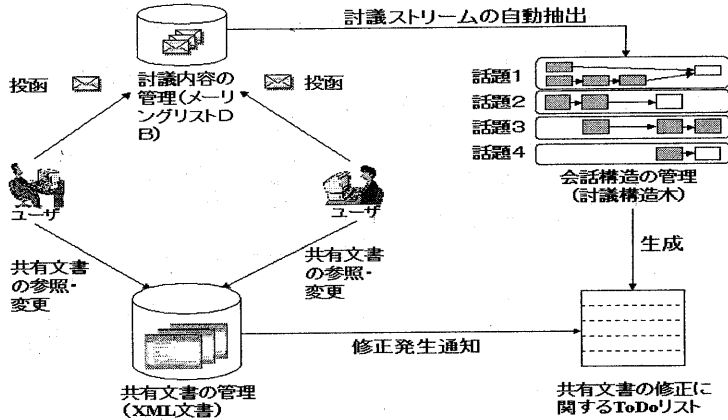 討議ストリームの自動抽出
投函
投函
討議内容の
管理(メーリ
ングリストD
B)
話題1
話題2
話題3
話題4
会話構造の管理
(討議構造木)
ユーザ
ユーザ
生成
共有文書
の参照・
変更
共有文書
の参照・
変更
修正発生通知
共有文書の管理
(XML文書)
共有文書の修正に
関するToDoリスト